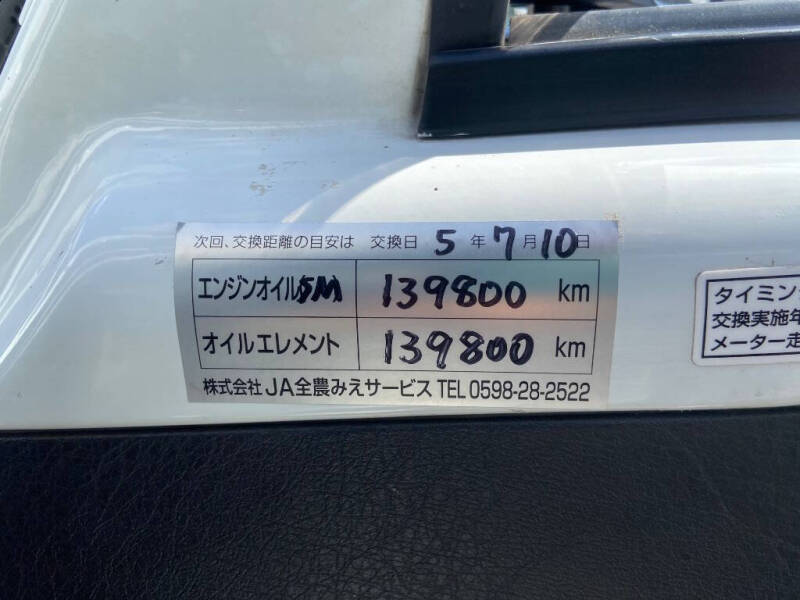 次回、交換距離の目安は 交換日 5 年 7 月 10 日
エンジンオイル(SM) 139800 km
オイルエレメント 139800 km
株式会社JA全農みえサービス TEL 0598-28-2522
タイミン
交換実施年
メーター走